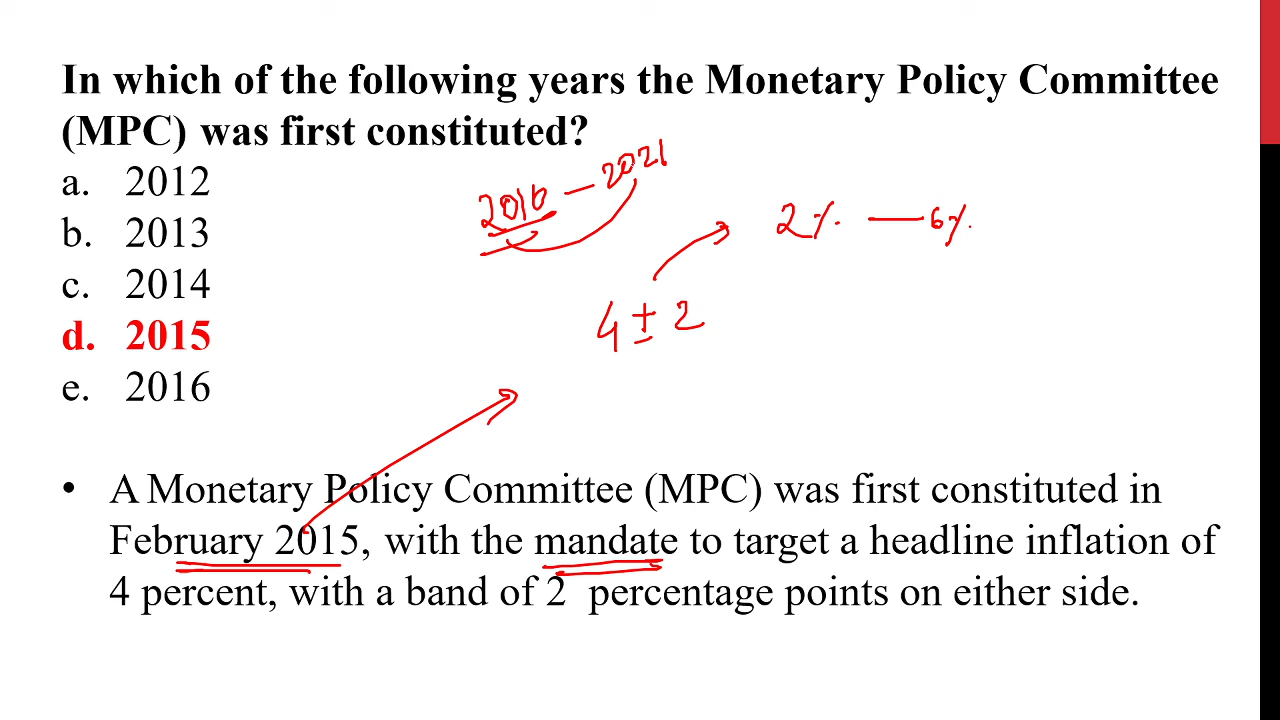 In which of the following years the Monetary Policy Committee
(MPC) was first constituted?
a. 2012
2016 — 2021
b. 2013
2% — 6%
c. 2014
4 ± 2
d. 2015
e. 2016
• A Monetary Policy Committee (MPC) was first constituted in
February 2015, with the mandate to target a headline inflation of
4 percent, with a band of 2 percentage points on either side.